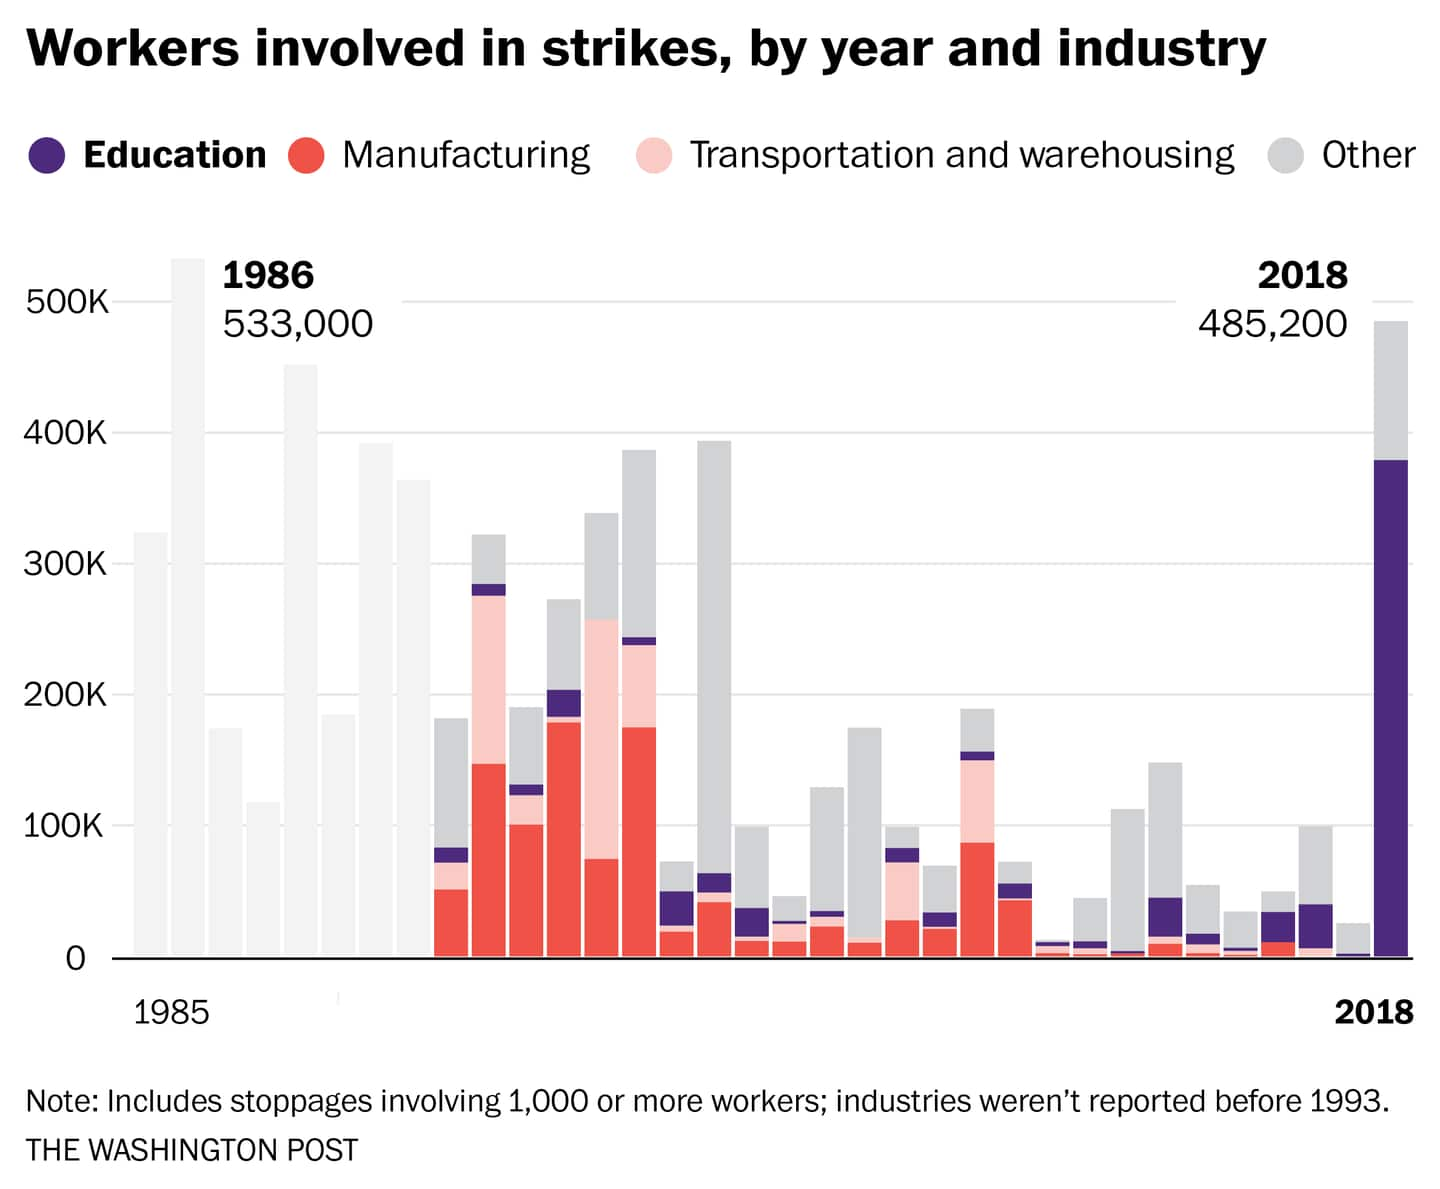 Workers involved in strikes, by year and industry
Education Manufacturing Transportation and warehousing Other
1986
533,000
2018
485,200
500K
400K
300K
200K
100K
0
1985
2018
Note: Includes stoppages involving 1,000 or more workers; industries weren’t reported before 1993.
THE WASHINGTON POST